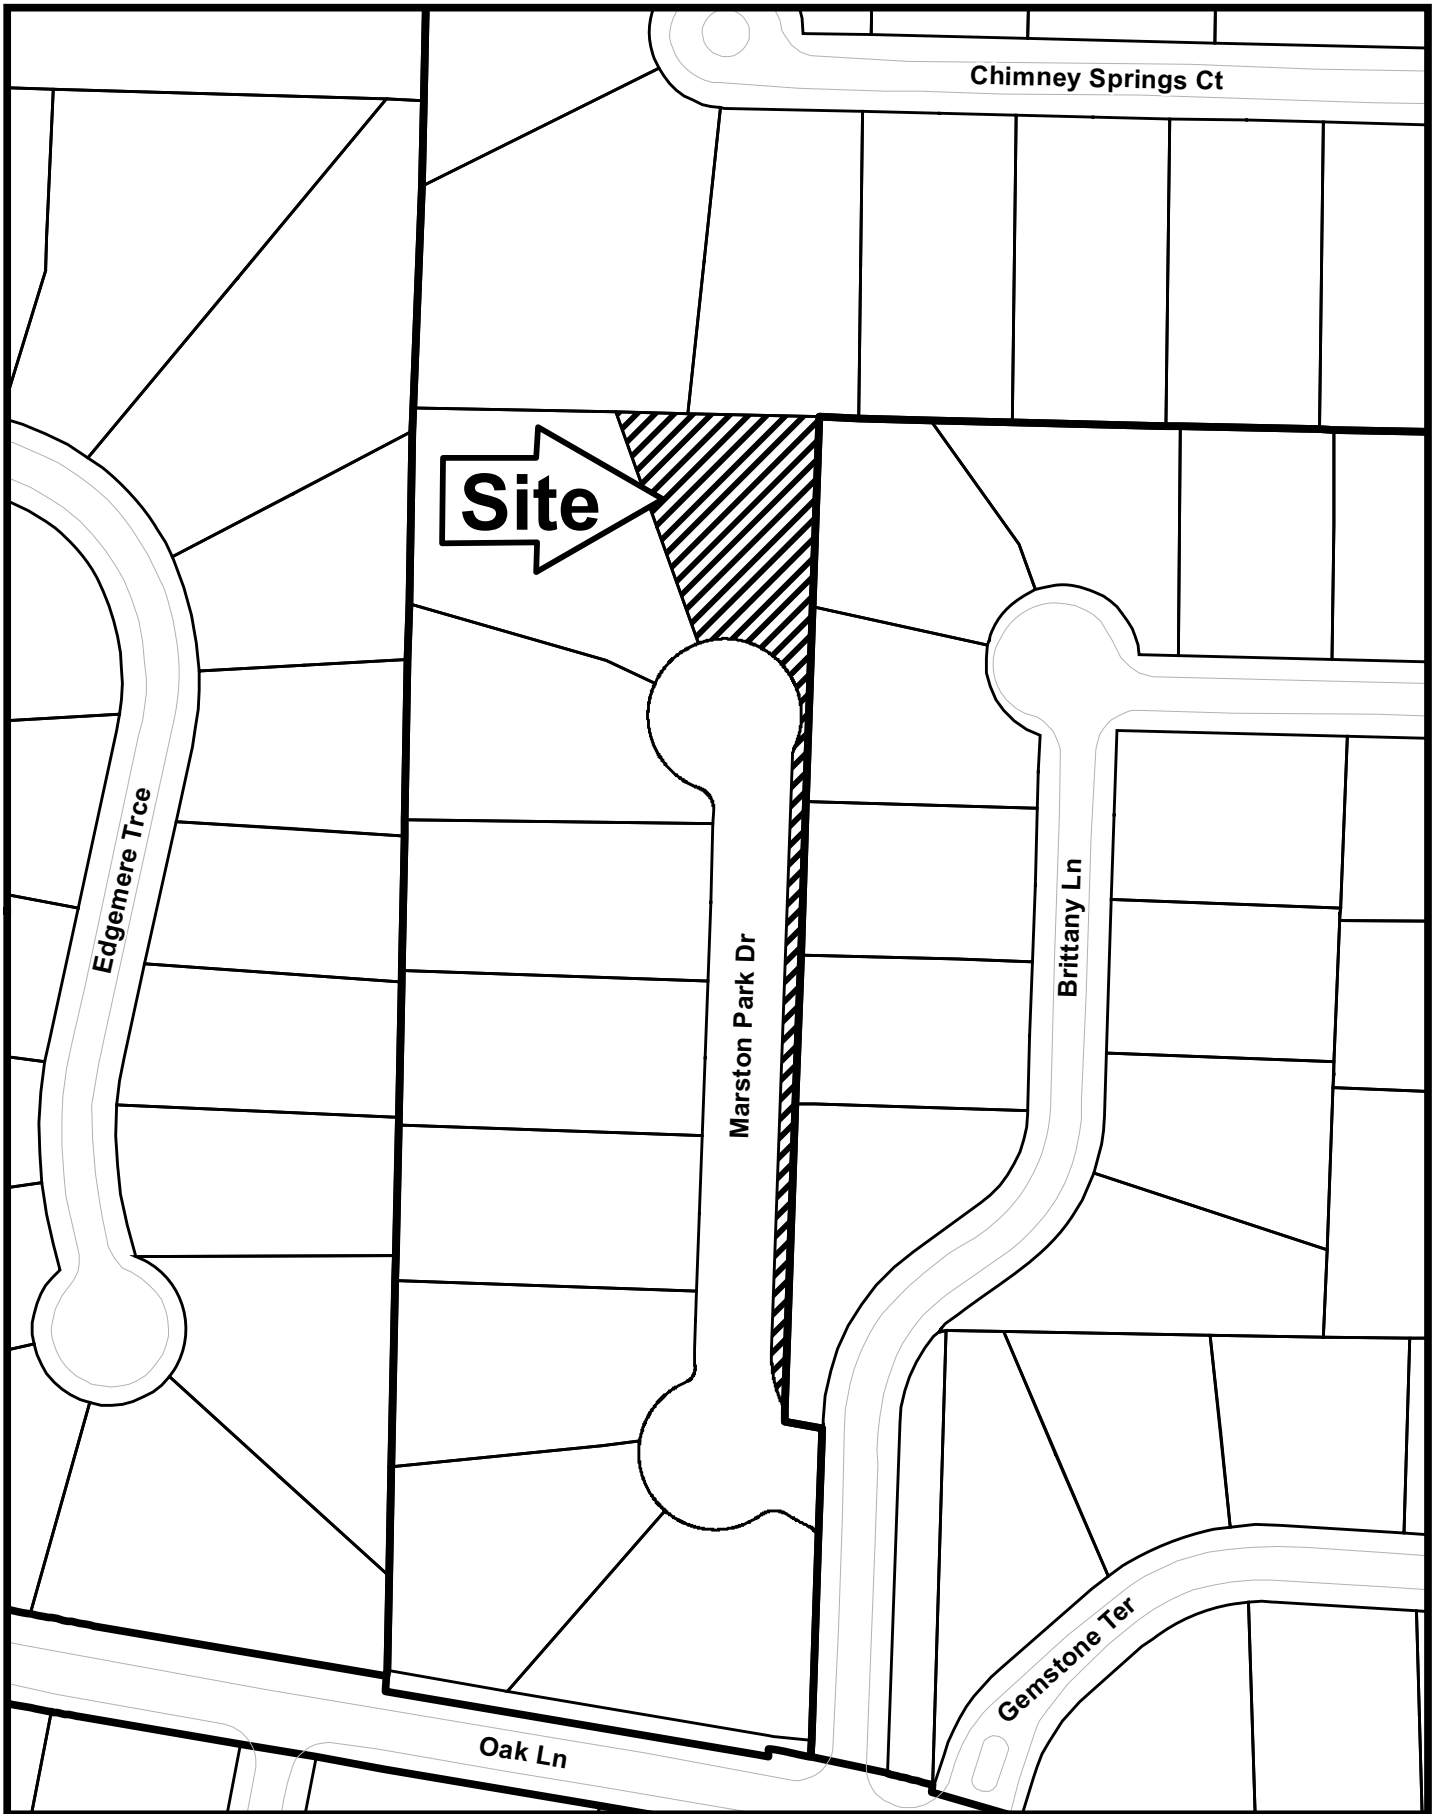 Chimney Springs Ct
Site
Edgemere Trce
Brittany Ln
Marston Park Dr
Gemstone Ter
Oak Ln